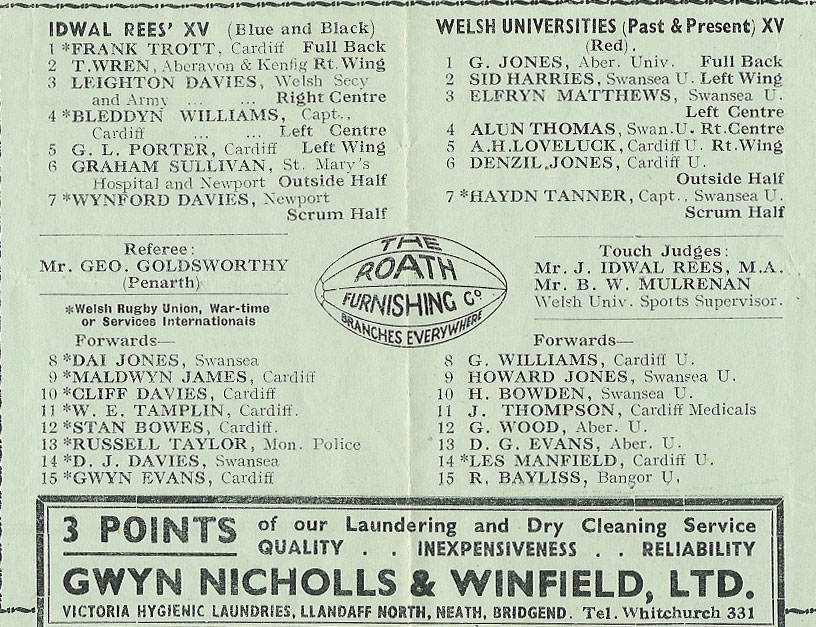 IDWAL REES' XV (Blue and Black)
1 *FRANK TROTT, Cardiff Full Back
2 T. WREN, Aberavon & Kenfig Rt. Wing
3 LEIGHTON DAVIES, Welsh Secy
and Army ... ... Right Centre
4 *BLEDDYN WILLIAMS, Capt.,
Cardiff ... ... Left Centre
5 G. L. PORTER, Cardiff Left Wing
6 GRAHAM SULLIVAN, St. Mary's
Hospital and Newport Outside Half
7 *WYNFORD DAVIES, Newport
Scrum Half
Referee:
Mr. GEO. GOLDSWORTHY
(Penarth)
*Welsh Rugby Union, War-time
or Services Internationals
Forwards—
8 *DAI JONES, Swansea
9 *MALDWYN JAMES, Cardiff
10 *CLIFF DAVIES, Cardiff
11 *W. E. TAMPLIN, Cardiff.
12 *STAN BOWES, Cardiff.
13 *RUSSELL TAYLOR, Mon. Police
14 *D. J. DAVIES, Swansea
15 *GWYN EVANS, Cardiff
THE
ROATH
FURNISHING Co
BRANCHES EVERYWHERE
WELSH UNIVERSITIES (Past & Present) XV
(Red).
1 G. JONES, Aber. Univ. Full Back
2 SID HARRIES, Swansea U. Left Wing
3 ELFRYN MATTHEWS, Swansea U.
Left Centre
4 ALUN THOMAS, Swan. U. Rt. Centre
5 A.H. LOVELUCK, Cardiff U. Rt. Wing
6 DENZIL JONES, Cardiff U.
Outside Half
7 *HAYDN TANNER, Capt., Swansea U.
Scrum Half
Touch Judges:
Mr. J. IDWAL REES, M.A.
Mr. B. W. MULRENAN
Welsh Univ. Sports Supervisor.
Forwards—
8 G. WILLIAMS, Cardiff U.
9 HOWARD JONES, Swansea U.
10 H. BOWDEN, Swansea U.
11 J. THOMPSON, Cardiff Medicals
12 G. WOOD, Aber. U.
13 D. G. EVANS, Aber. U.
14 *LES MANFIELD, Cardiff U.
15 R. BAYLISS, Bangor U.
3 POINTS of our Laundering and Dry Cleaning Service
QUALITY . . INEXPENSIVENESS . . RELIABILITY
GWYN NICHOLLS & WINFIELD, LTD.
VICTORIA HYGIENIC LAUNDRIES, LLANDAFF NORTH, NEATH, BRIDGEND. Tel. Whitchurch 331